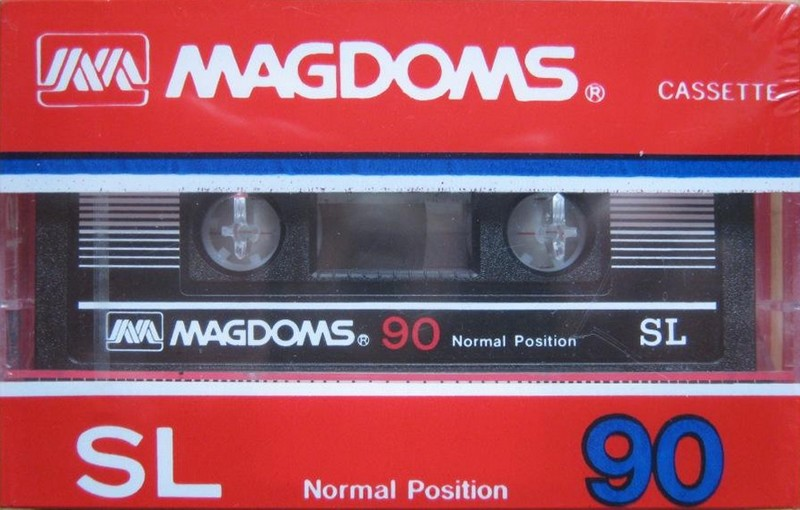 MAGDOMS®
CASSETTE
MAGDOMS® 90 Normal Position SL
SL Normal Position 90